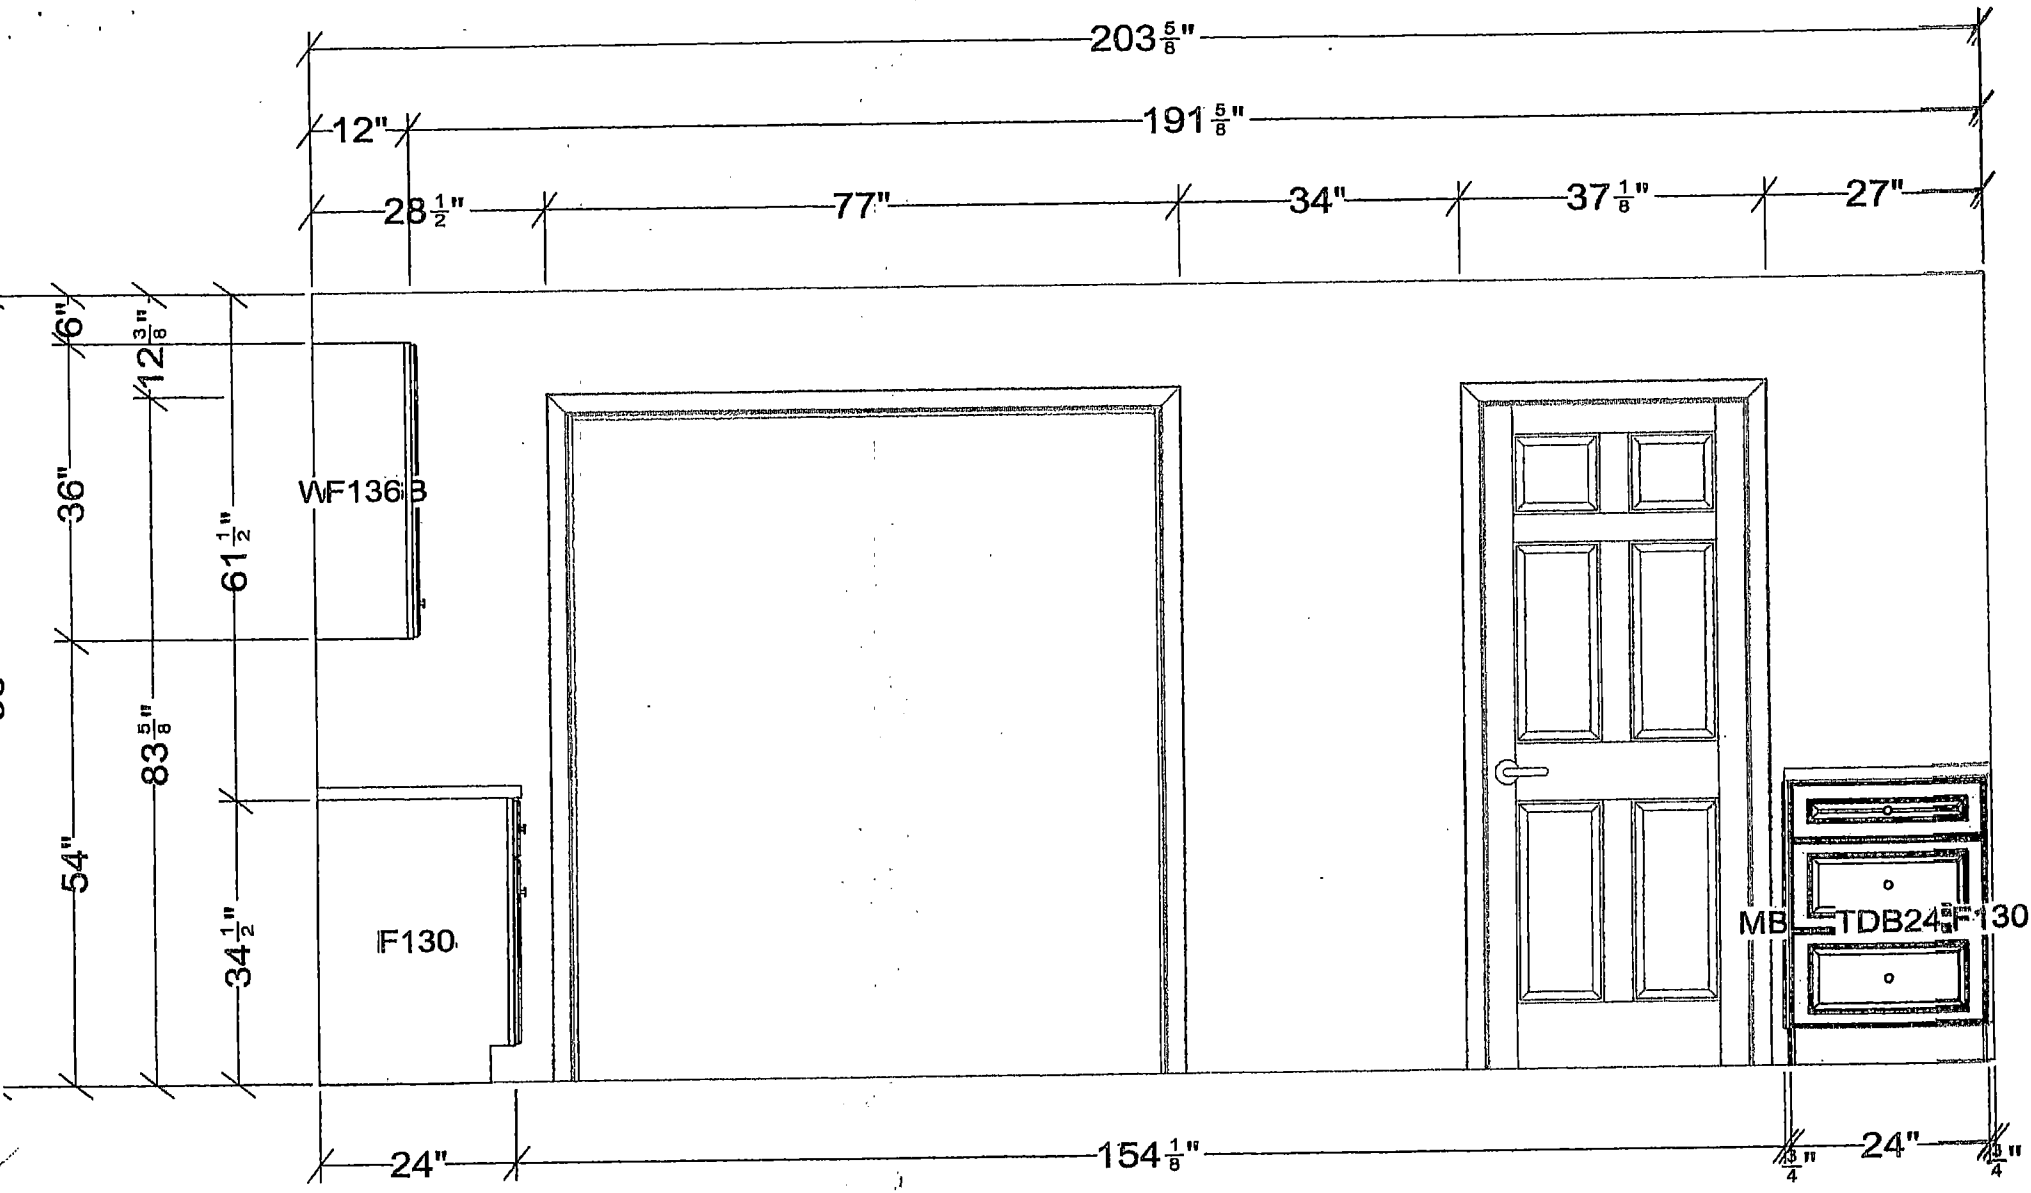 203 5/8"
12" 191 5/8"
28 1/2" 77" 34" 37 1/8" 27"
6"
12 3/8"
36"
WF136 B
61 1/2"
83 5/8"
54"
34 1/2"
F130
MB TDB24 F130
24" 154 1/8" 3/4" 24" 3/4"